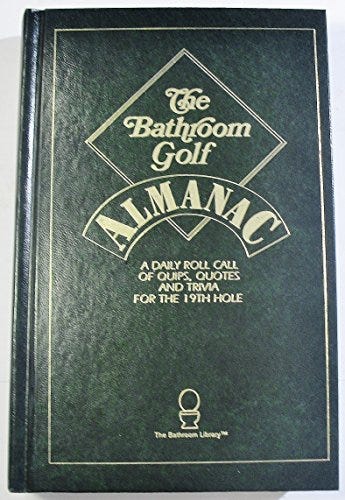 The
Bathroom
Golf
ALMANAC
A DAILY ROLL CALL
OF QUIPS, QUOTES
AND TRIVIA
FOR THE 19TH HOLE
The Bathroom Library™